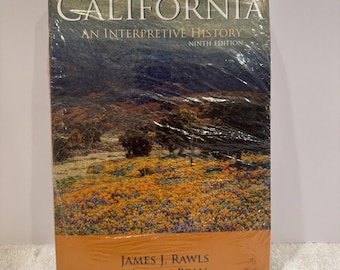 CALIFORNIA
AN INTERPRETIVE HISTORY
NINTH EDITION
JAMES J. RAWLS